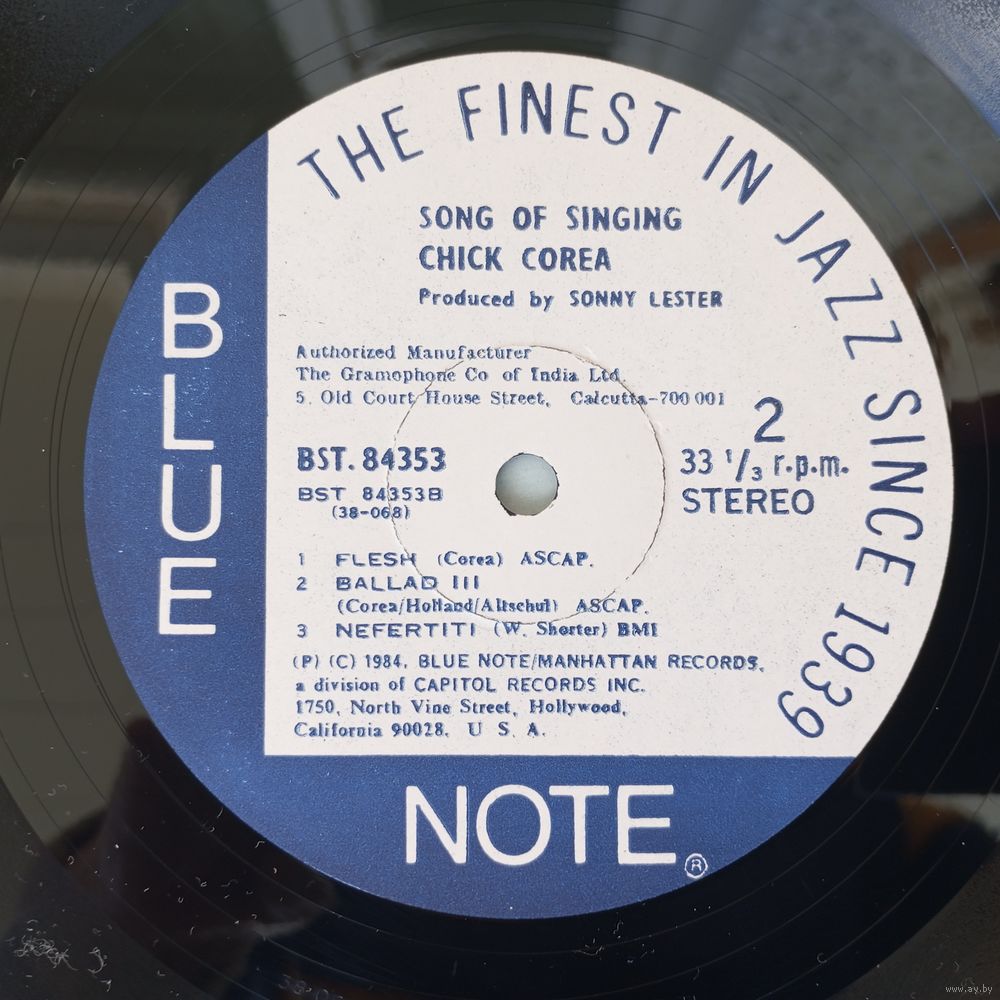 THE FINEST IN JAZZ SINCE 1939
SONG OF SINGING
CHICK COREA
Produced by SONNY LESTER
Authorized Manufacturer
The Gramophone Co of India Ltd
5. Old Court House Street, Calcutta-700 001
2
BST. 84353
33 1/3 r.p.m.
BST 84353B
STEREO
(38-068)
1 FLESH (Corea) ASCAP.
2 BALLAD III
(Corea/Holland/Altschul) ASCAP.
3 NEFERTITI (W. Shorter) BMI
(P) (C) 1984, BLUE NOTE/MANHATTAN RECORDS,
a division of CAPITOL RECORDS INC.
1750, North Vine Street, Hollywood,
California 90028. U S A.
BLUE
NOTE®
www.ay.by